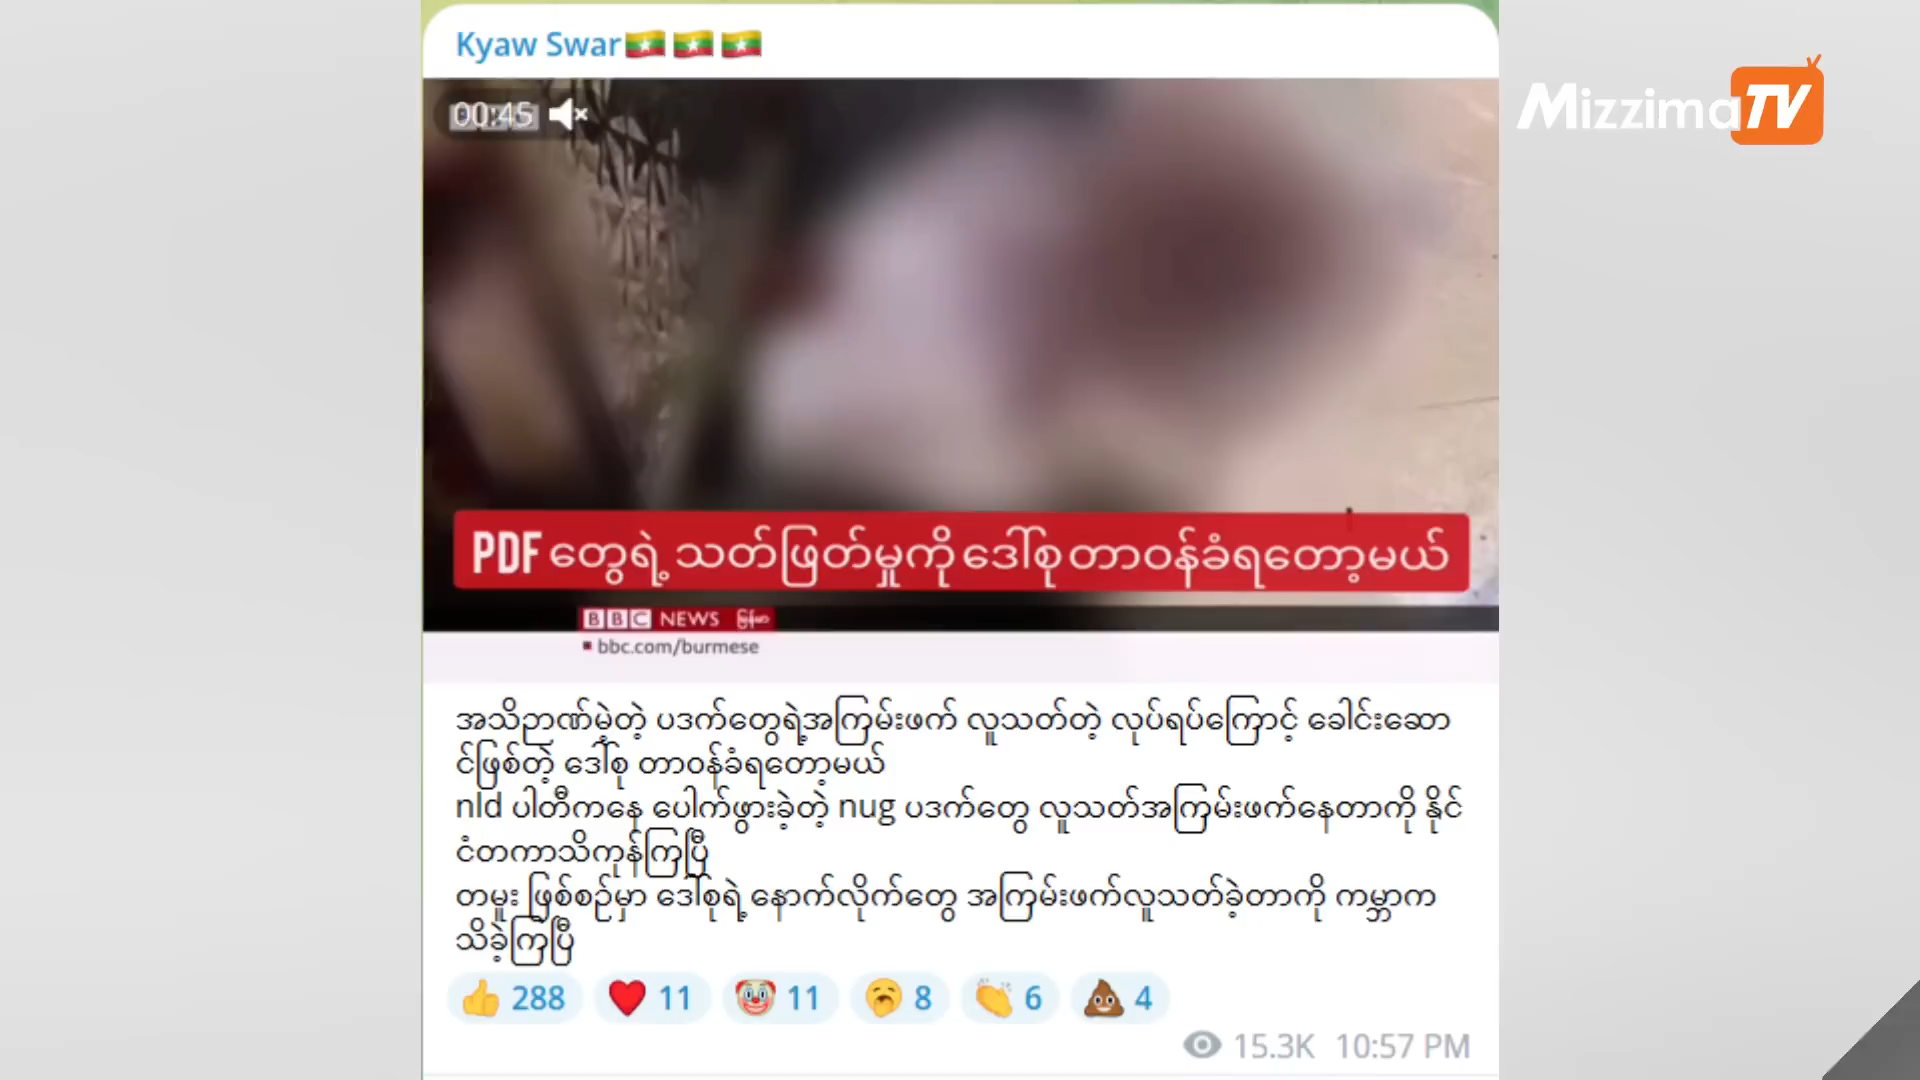 Kyaw Swar
00:45
Mizzima TV
PDF တွေရဲ့ သတ်ဖြတ်မှုကို ဒေါ်စု တာဝန်ခံရတော့မယ်
BBC NEWS မြန်မာ
bbc.com/burmese
အသိဉာဏ်မဲ့တဲ့ ပဒက်တွေရဲ့အကြမ်းဖက် လူသတ်တဲ့ လုပ်ရပ်ကြောင့် ခေါင်းဆော
င်ဖြစ်တဲ့ ဒေါ်စု တာဝန်ခံရတော့မယ်
nld ပါတီကနေ ပေါက်ဖွားခဲ့တဲ့ nug ပဒက်တွေ လူသတ်အကြမ်းဖက်နေတာကို နိုင်
ငံတကာသိကုန်ကြပြီ
တမူး ဖြစ်စဉ်မှာ ဒေါ်စုရဲ့နောက်လိုက်တွေ အကြမ်းဖက်လူသတ်ခဲ့တာကို ကမ္ဘာက
သိခဲ့ကြပြီ
288 11 11 8 6 4
15.3K 10:57 PM